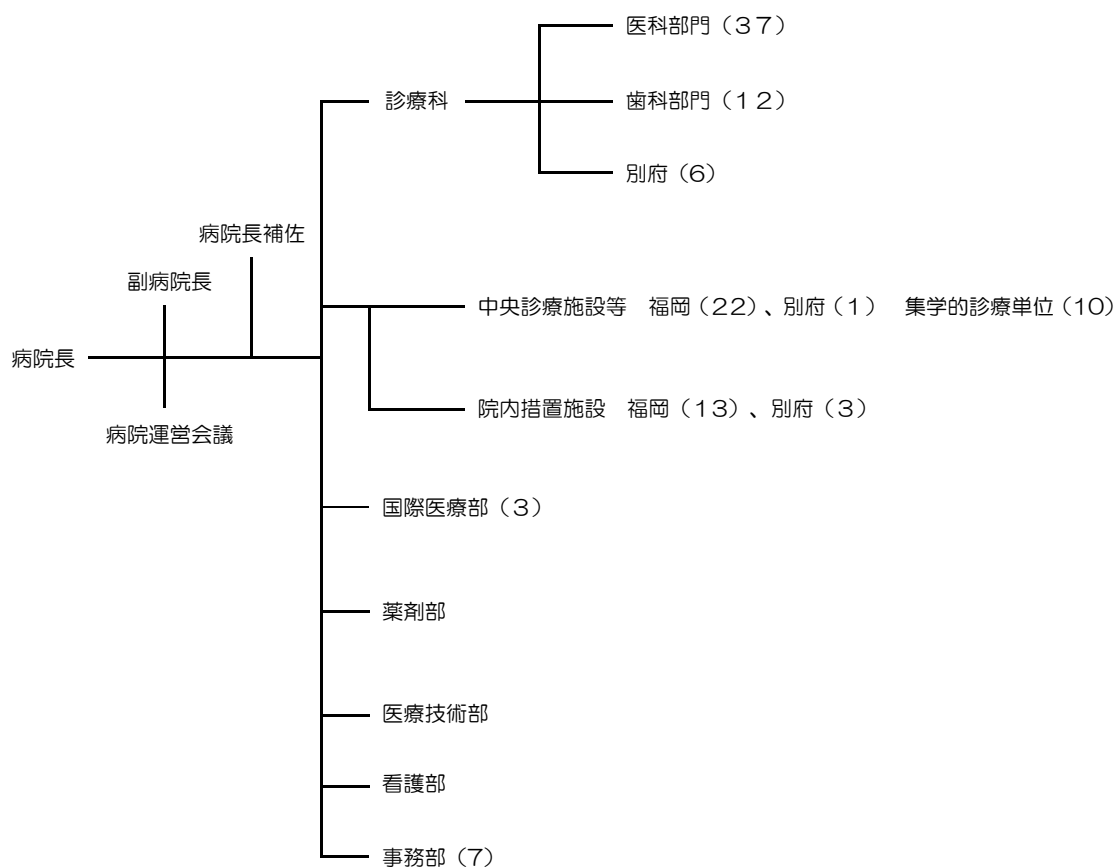 医科部門（３７）
診療科
歯科部門（１２）
別府（６）
病院長補佐
副病院長
中央診療施設等　福岡（２２）、別府（１）　集学的診療単位（１０）
病院長
院内措置施設　福岡（１３）、別府（３）
病院運営会議
国際医療部（３）
薬剤部
医療技術部
看護部
事務部（７）